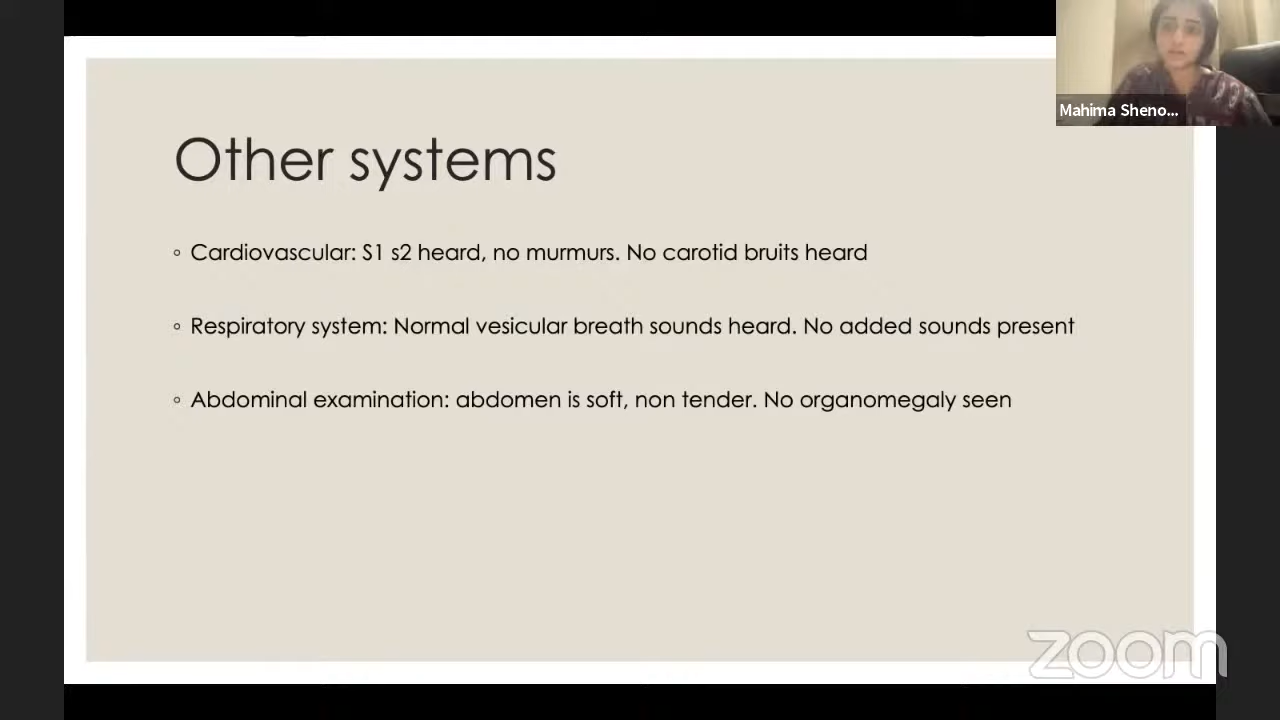 Mahima Sheno...
Other systems
◦ Cardiovascular: S1 s2 heard, no murmurs. No carotid bruits heard
◦ Respiratory system: Normal vesicular breath sounds heard. No added sounds present
◦ Abdominal examination: abdomen is soft, non tender. No organomegaly seen
zoom